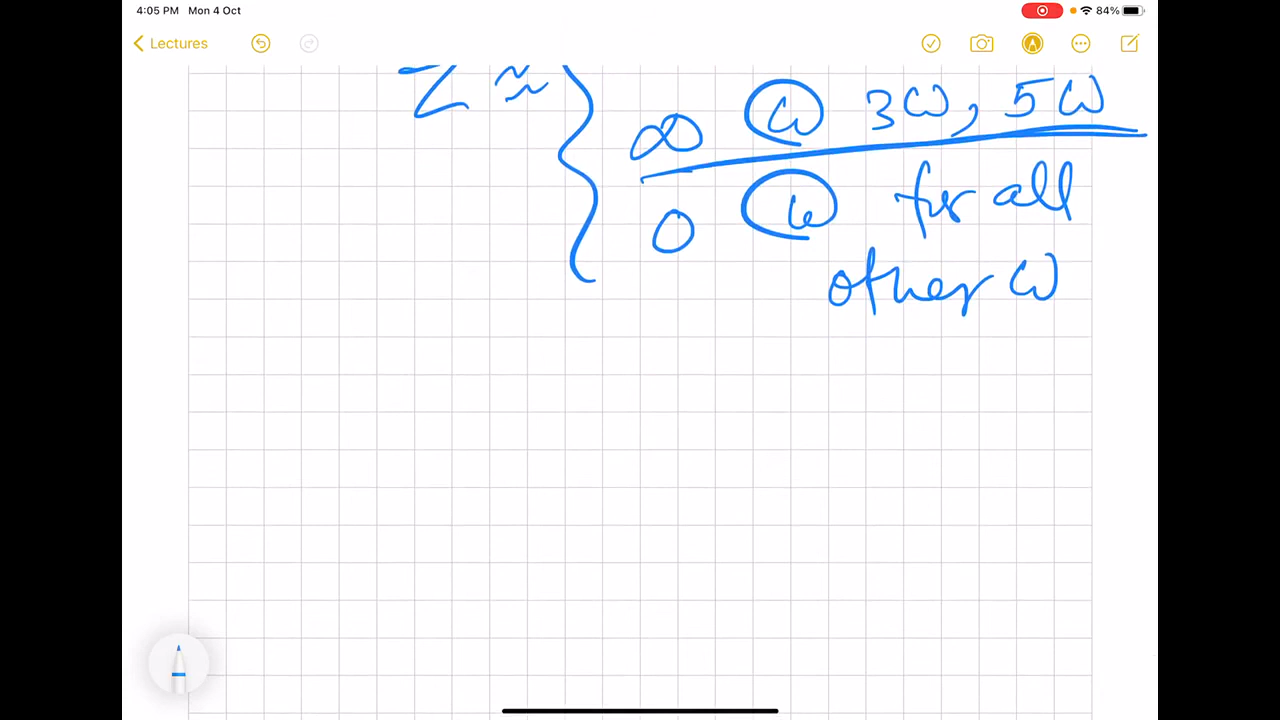 4:05 PM Mon 4 Oct
84%
Lectures
Z ≈ { ∞ @ 3ω, 5ω
0 @ for all
other ω